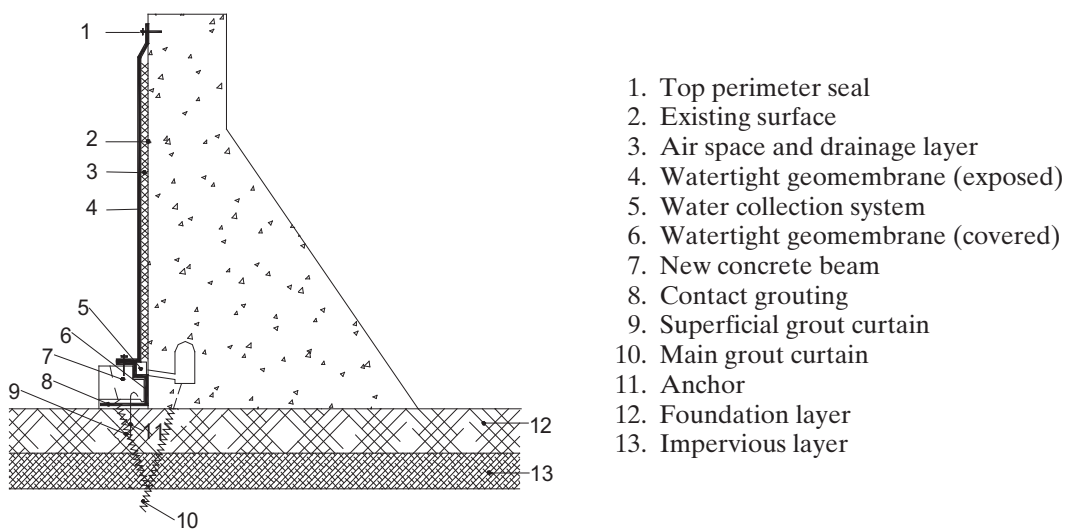 1
2
3
4
5
6
7
8
9
11
12
13
10
1. Top perimeter seal
2. Existing surface
3. Air space and drainage layer
4. Watertight geomembrane (exposed)
5. Water collection system
6. Watertight geomembrane (covered)
7. New concrete beam
8. Contact grouting
9. Superficial grout curtain
10. Main grout curtain
11. Anchor
12. Foundation layer
13. Impervious layer